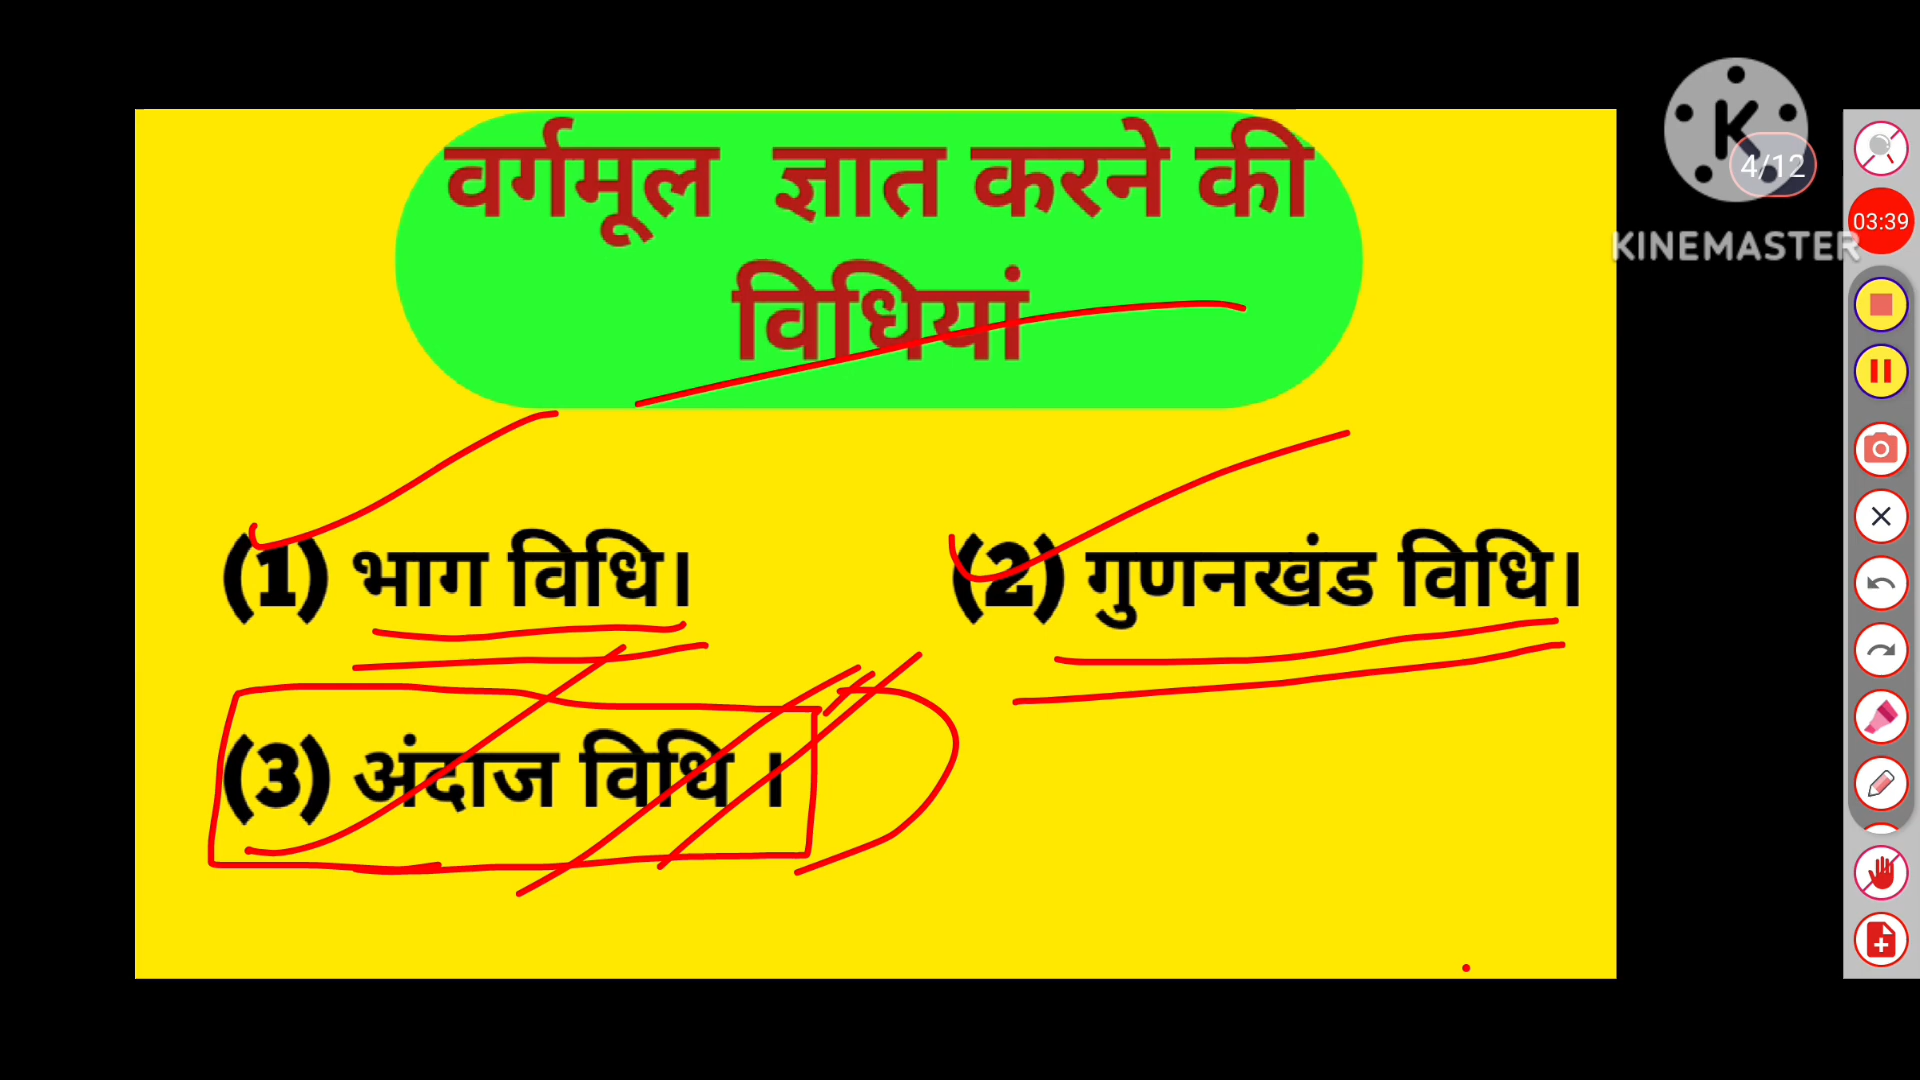 वर्गमूल ज्ञात करने की
विधियां
(1) भाग विधि।
(2) गुणनखंड विधि।
(3) अंदाज विधि ।
4/12
KINEMASTER
03:39